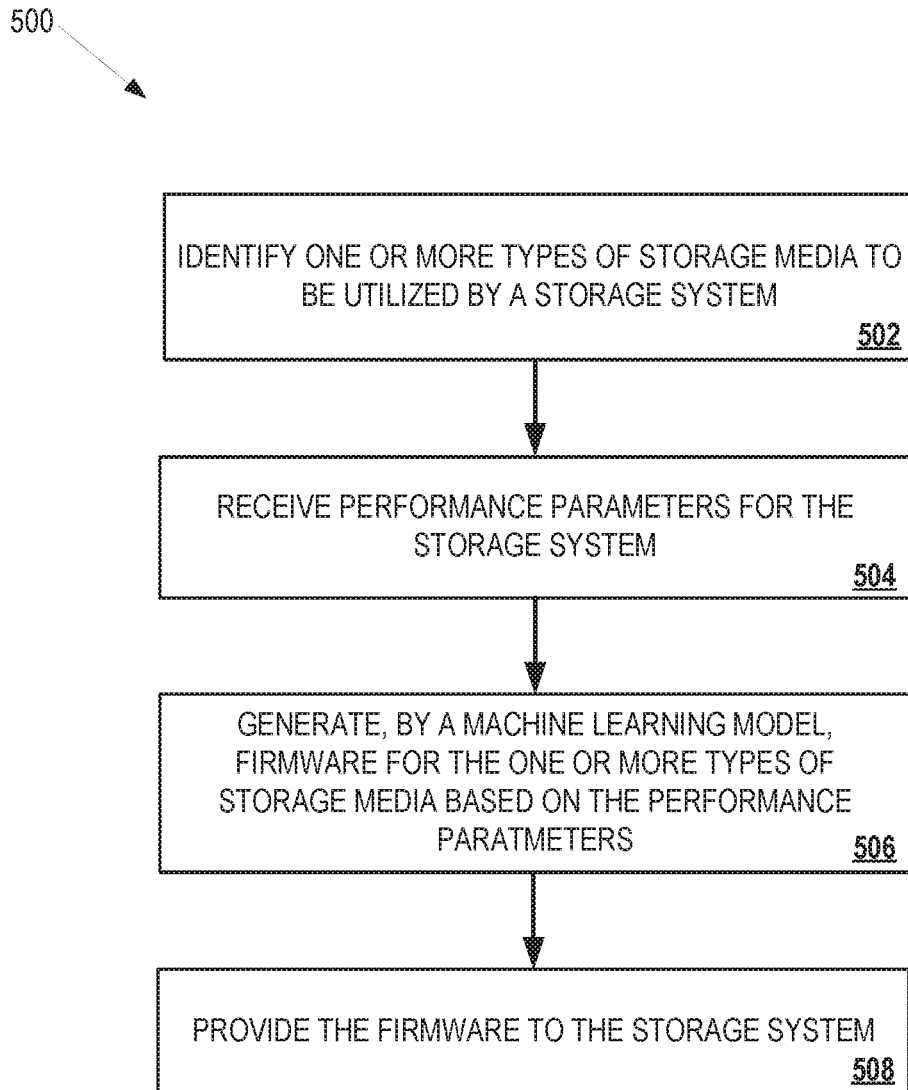 500
IDENTIFY ONE OR MORE TYPES OF STORAGE MEDIA TO
BE UTILIZED BY A STORAGE SYSTEM
502
RECEIVE PERFORMANCE PARAMETERS FOR THE
STORAGE SYSTEM
504
GENERATE, BY A MACHINE LEARNING MODEL,
FIRMWARE FOR THE ONE OR MORE TYPES OF
STORAGE MEDIA BASED ON THE PERFORMANCE
PARATMETERS
506
PROVIDE THE FIRMWARE TO THE STORAGE SYSTEM
508